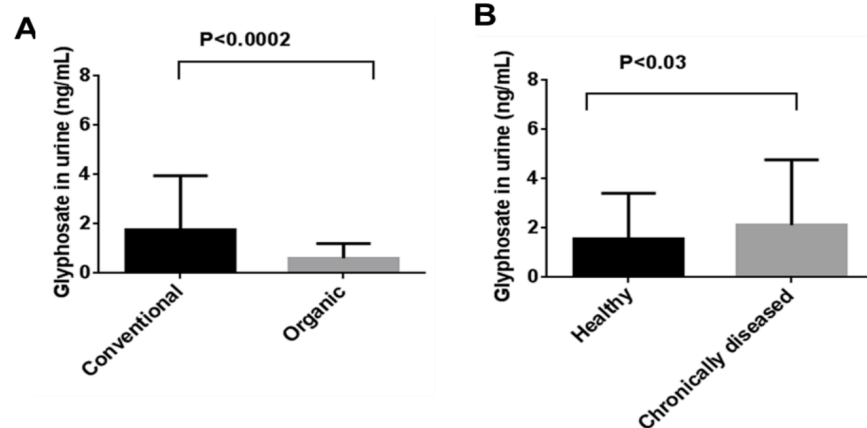 A
P<0.0002
Glyphosate in urine (ng/mL)
8
6
4
2
0
Conventional
Organic
B
P<0.03
Glyphosate in urine (ng/mL)
8
6
4
2
0
Healthy
Chronically diseased